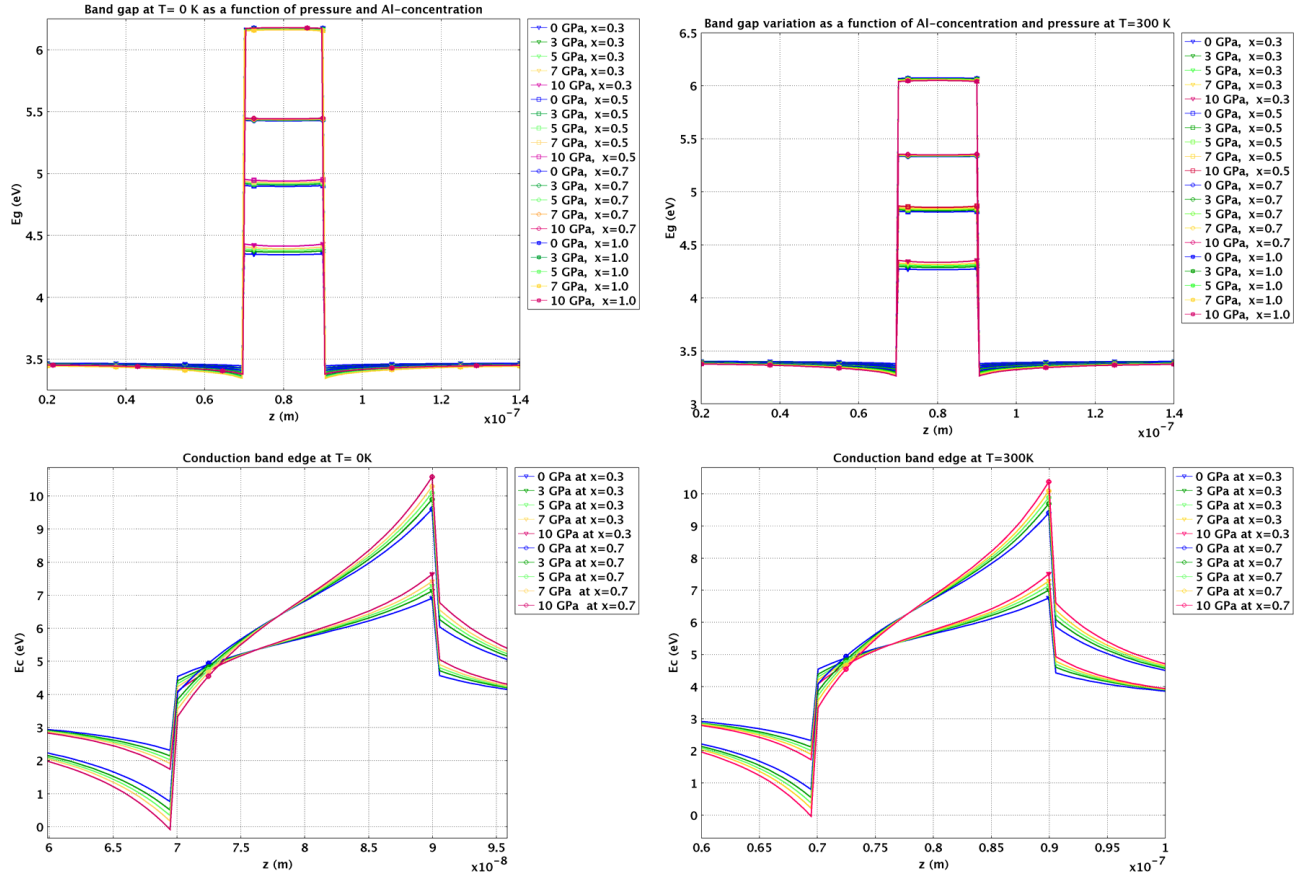 Band gap at T= 0 K as a function of pressure and Al-concentration
6
5.5
5
4.5
4
3.5
Eg (eV)
0.2
0.4
0.6
0.8
1
1.2
1.4
x10-7
z (m)
0 GPa, x=0.3
3 GPa, x=0.3
5 GPa, x=0.3
7 GPa, x=0.3
10 GPa, x=0.3
0 GPa, x=0.5
3 GPa, x=0.5
5 GPa, x=0.5
7 GPa, x=0.5
10 GPa, x=0.5
0 GPa, x=0.7
3 GPa, x=0.7
5 GPa, x=0.7
7 GPa, x=0.7
10 GPa, x=0.7
0 GPa, x=1.0
3 GPa, x=1.0
5 GPa, x=1.0
7 GPa, x=1.0
10 GPa, x=1.0
Band gap variation as a function of Al-concentration and pressure at T=300 K
6.5
6
5.5
5
4.5
4
3.5
3
Eg (eV)
0.2
0.4
0.6
0.8
1
1.2
1.4
x10-7
z (m)
0 GPa, x=0.3
3 GPa, x=0.3
5 GPa, x=0.3
7 GPa, x=0.3
10 GPa, x=0.3
0 GPa, x=0.5
3 GPa, x=0.5
5 GPa, x=0.5
7 GPa, x=0.5
10 GPa, x=0.5
0 GPa, x=0.7
3 GPa, x=0.7
5 GPa, x=0.7
7 GPa, x=0.7
10 GPa, x=0.7
0 GPa, x=1.0
3 GPa, x=1.0
5 GPa, x=1.0
7 GPa, x=1.0
10 GPa, x=1.0
Conduction band edge at T= 0K
10
9
8
7
6
5
4
3
2
1
0
Ec (eV)
6
6.5
7
7.5
8
8.5
9
9.5
x10-8
z (m)
0 GPa at x=0.3
3 GPa at x=0.3
5 GPa at x=0.3
7 GPa at x=0.3
10 GPa at x=0.3
0 GPa at x=0.7
3 GPa at x=0.7
5 GPa at x=0.7
7 GPa at x=0.7
10 GPa at x=0.7
Conduction band edge at T=300K
10
9
8
7
6
5
4
3
2
1
0
Ec (eV)
0.6
0.65
0.7
0.75
0.8
0.85
0.9
0.95
1
x10-7
z (m)
0 GPa at x=0.3
3 GPa at x=0.3
5 GPa at x=0.3
7 GPa at x=0.3
10 GPa at x=0.3
0 GPa at x=0.7
3 GPa at x=0.7
5 GPa at x=0.7
7 GPa at x=0.7
10 GPa at x=0.7